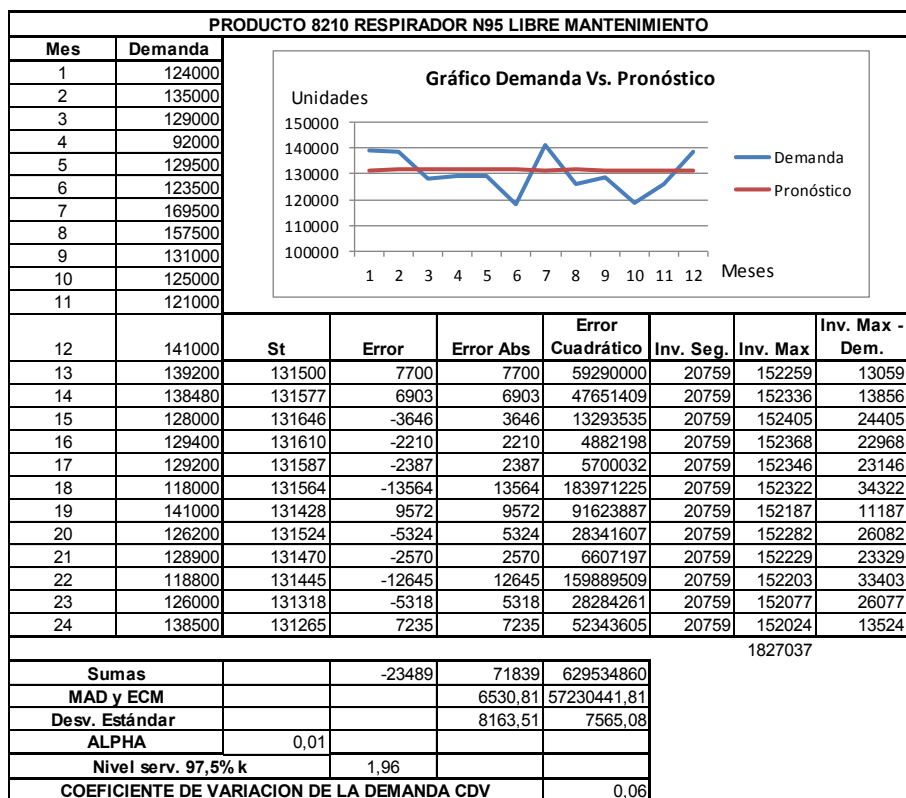 PRODUCTO 8210 RESPIRADOR N95 LIBRE MANTENIMIENTO
Mes Demanda
1 124000
2 135000
3 129000
4 92000
5 129500
6 123500
7 169500
8 157500
9 131000
10 125000
11 121000
Gráfico Demanda Vs. Pronóstico
Unidades
150000
140000
130000
120000
110000
100000
1 2 3 4 5 6 7 8 9 10 11 12 Meses
Demanda
Pronóstico
12 141000 St Error Error Abs Error Cuadrático Inv. Seg. Inv. Max Inv. Max - Dem.
13 139200 131500 7700 7700 59290000 20759 152259 13059
14 138480 131577 6903 6903 47651409 20759 152336 13856
15 128000 131646 -3646 3646 13293535 20759 152405 24405
16 129400 131610 -2210 2210 4882198 20759 152368 22968
17 129200 131587 -2387 2387 5700032 20759 152346 23146
18 118000 131564 -13564 13564 183971225 20759 152322 34322
19 141000 131428 9572 9572 91623887 20759 152187 11187
20 126200 131524 -5324 5324 28341607 20759 152282 26082
21 128900 131470 -2570 2570 6607197 20759 152229 23329
22 118800 131445 -12645 12645 159889509 20759 152203 33403
23 126000 131318 -5318 5318 28284261 20759 152077 26077
24 138500 131265 7235 7235 52343605 20759 152024 13524
1827037
Sumas -23489 71839 629534860
MAD y ECM 6530,81 57230441,81
Desv. Estándar 8163,51 7565,08
ALPHA 0,01
Nivel serv. 97,5% k 1,96
COEFICIENTE DE VARIACION DE LA DEMANDA CDV 0,06